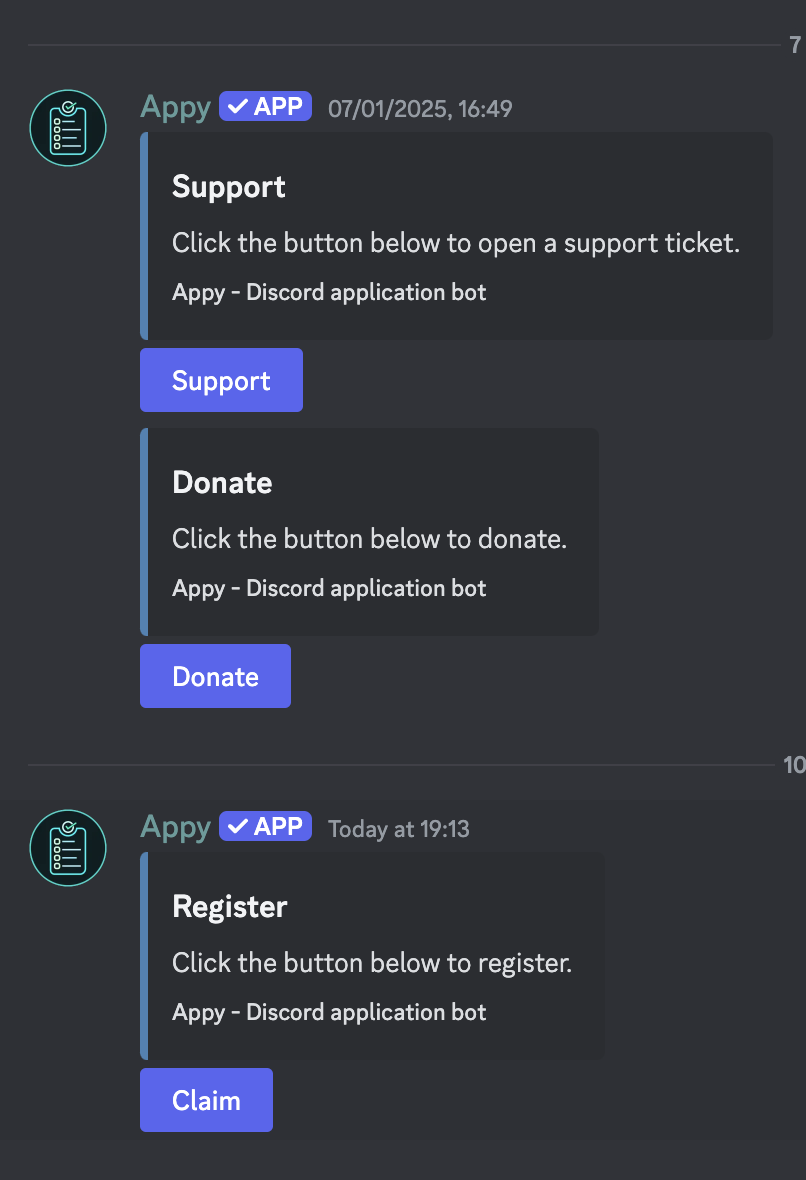 7
Appy ✓ APP 07/01/2025, 16:49
Support
Click the button below to open a support ticket.
Appy - Discord application bot
Support
Donate
Click the button below to donate.
Appy - Discord application bot
Donate
10
Appy ✓ APP Today at 19:13
Register
Click the button below to register.
Appy - Discord application bot
Claim